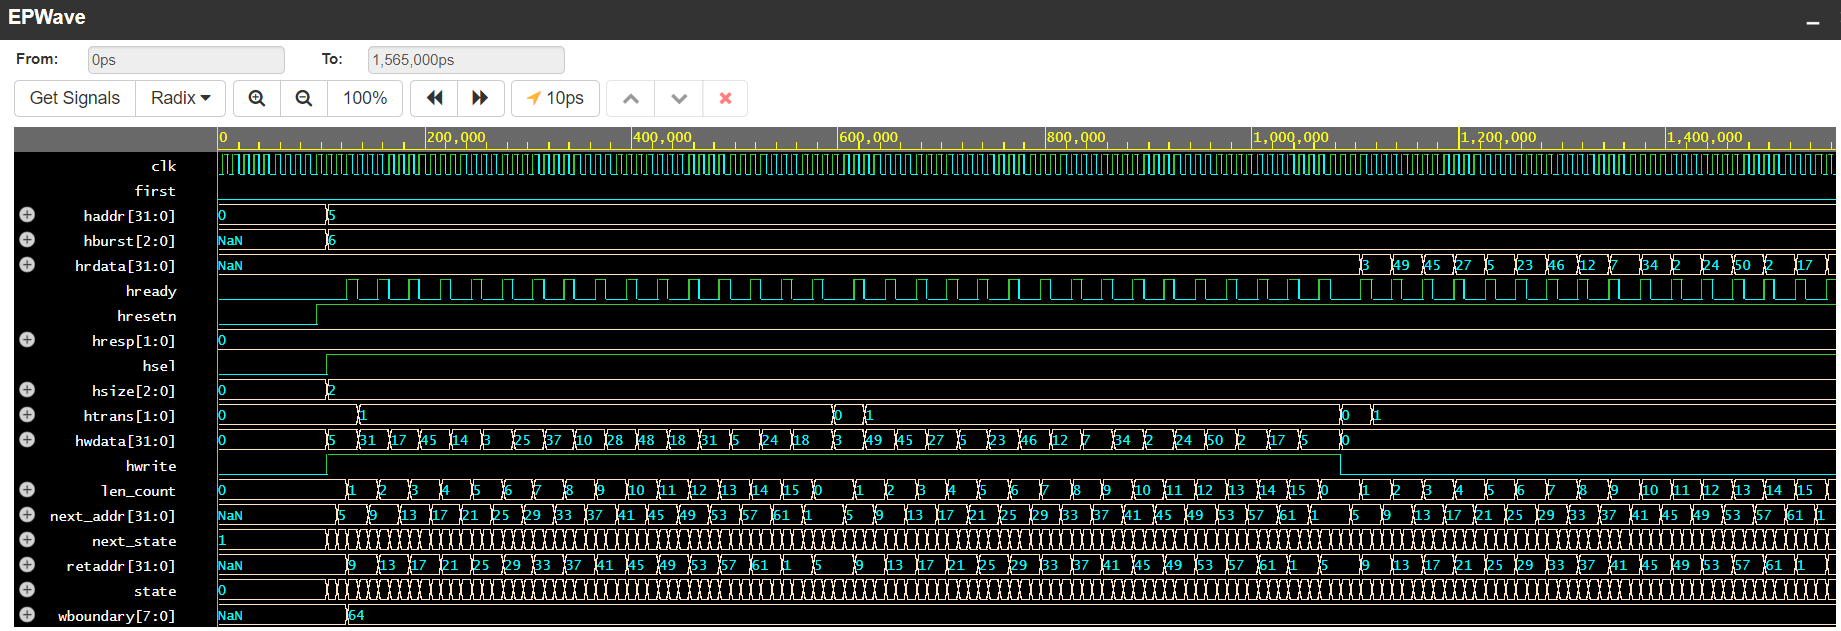 EPWave
From: 0ps To: 1,565,000ps
Get Signals Radix 100% 10ps
0 200,000 400,000 600,000 800,000 1,000,000 1,200,000 1,400,000
clk
first
haddr[31:0] 0 5
hburst[2:0] NaN 6
hrdata[31:0] NaN 3 49 45 27 5 23 46 12 7 34 2 24 50 2 17
hready
hresetn
hresp[1:0] 0
hsel
hsize[2:0] 0 2
htrans[1:0] 0 1 0 1 0 1
hwdata[31:0] 0 5 31 17 45 14 3 25 37 10 28 48 18 31 5 24 18 3 49 45 27 5 23 46 12 7 34 2 24 50 2 17 5 0
hwrite
len_count 0 1 2 3 4 5 6 7 8 9 10 11 12 13 14 15 0 1 2 3 4 5 6 7 8 9 10 11 12 13 14 15 0 1 2 3 4 5 6 7 8 9 10 11 12 13 14 15
next_addr[31:0] NaN 5 9 13 17 21 25 29 33 37 41 45 49 53 57 61 1 5 9 13 17 21 25 29 33 37 41 45 49 53 57 61 1 5 9 13 17 21 25 29 33 37 41 45 49 53 57 61 1
next_state 1
retaddr[31:0] NaN 9 13 17 21 25 29 33 37 41 45 49 53 57 61 1 5 9 13 17 21 25 29 33 37 41 45 49 53 57 61 1 5 9 13 17 21 25 29 33 37 41 45 49 53 57 61 1
state 0
wboundary[7:0] NaN 64